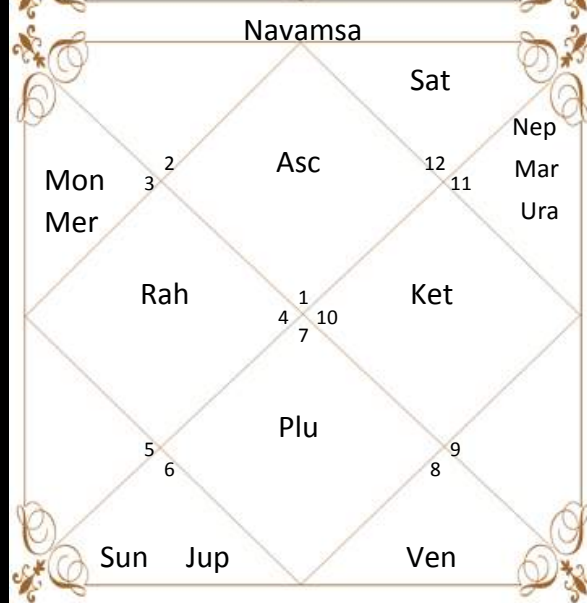 Navamsa
Sat
Nep
Asc
2
12
Mar
Mon
3
11
Mer
Ura
Rah
1
Ket
4
10
7
Plu
5
9
6
8
Sun
Jup
Ven